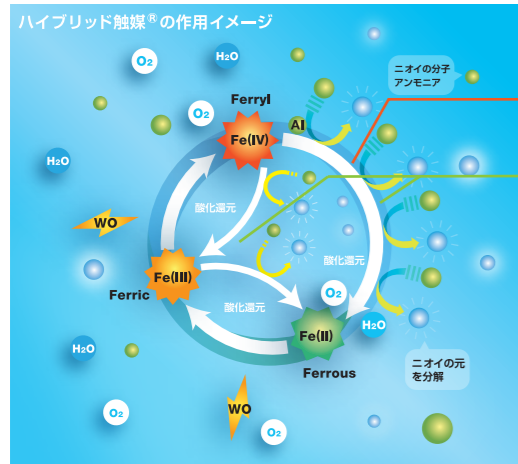 ハイブリッド触媒®の作用イメージ
O2
H2O
ニオイの分子
アンモニア
Ferryl
O2
Fe(IV)
AI
H2O
酸化還元
WO
酸化還元
Fe(III)
Ferric
O2
酸化還元
H2O
Fe(II)
H2O
Ferrous
ニオイの元
を分解
WO
O2
O2